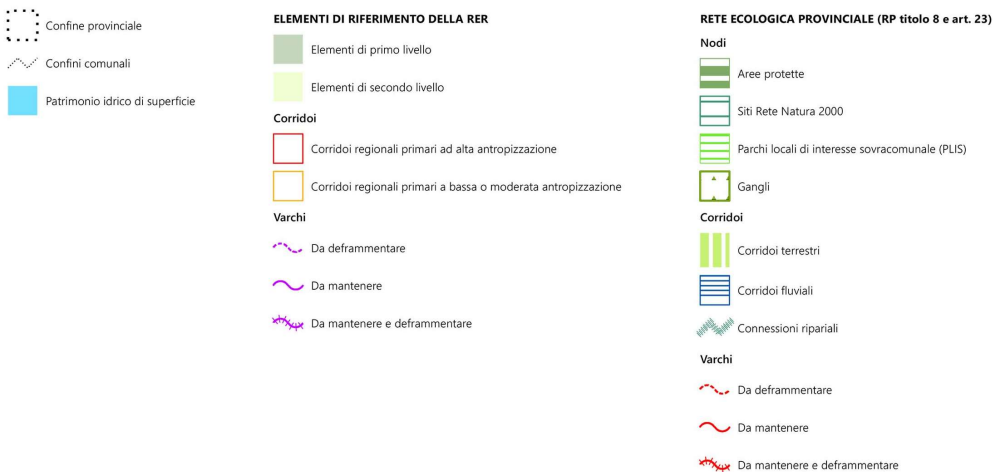 Confine provinciale
Confini comunali
Patrimonio idrico di superficie
ELEMENTI DI RIFERIMENTO DELLA RER
Elementi di primo livello
Elementi di secondo livello
Corridoi
Corridoi regionali primari ad alta antropizzazione
Corridoi regionali primari a bassa o moderata antropizzazione
Varchi
Da deframmentare
Da mantenere
Da mantenere e deframmentare
RETE ECOLOGICA PROVINCIALE (RP titolo 8 e art. 23)
Nodi
Aree protette
Siti Rete Natura 2000
Parchi locali di interesse sovracomunale (PLIS)
Gangli
Corridoi
Corridoi terrestri
Corridoi fluviali
Connessioni ripariali
Varchi
Da deframmentare
Da mantenere
Da mantenere e deframmentare